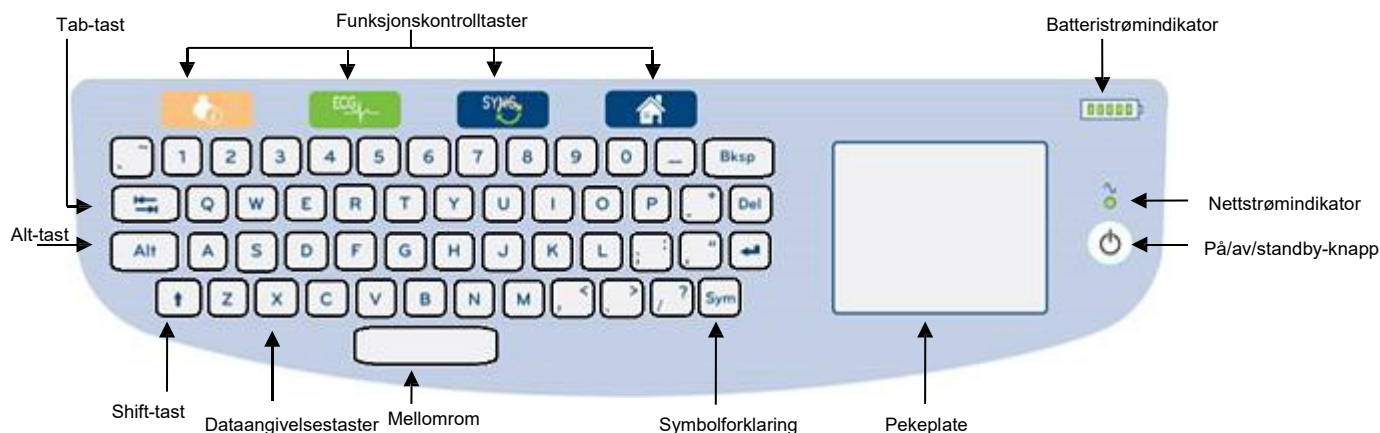 Tab-tast
Funksjonskontrolltaster
Batteristrømindikator
ECG
SYNC
~ 1 2 3 4 5 6 7 8 9 0 _ Bksp
Q W E R T Y U I O P + Del
Nettstrømindikator
Alt-tast
Alt A S D F G H J K L ; : , “
På/av/standby-knapp
Z X C V B N M , < . > / ? Sym
Shift-tast
Dataangivelsestaster
Mellomrom
Symbolforklaring
Pekeplate